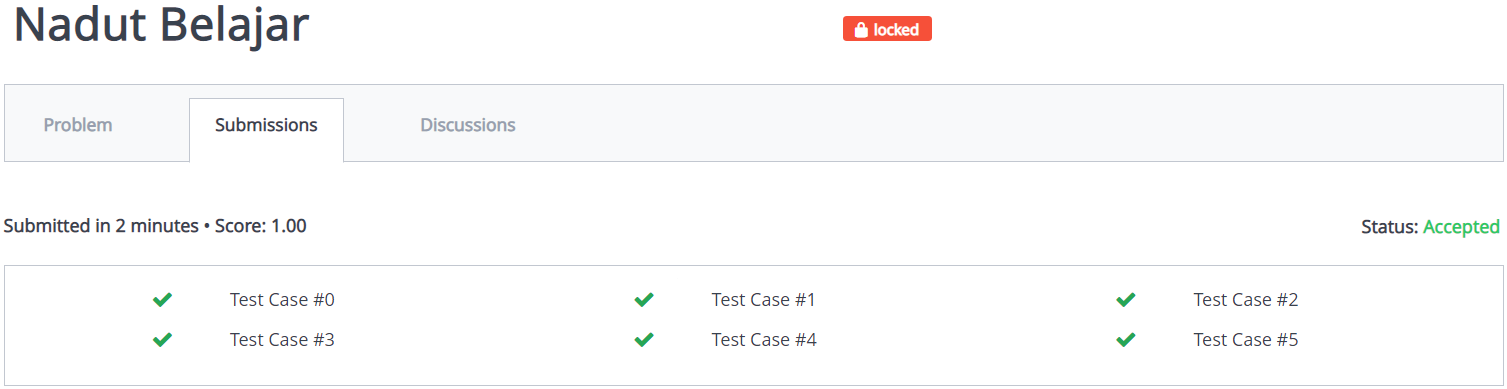 Nadut Belajar
locked
Problem
Submissions
Discussions
Submitted in 2 minutes • Score: 1.00
Status: Accepted
Test Case #0
Test Case #1
Test Case #2
Test Case #3
Test Case #4
Test Case #5